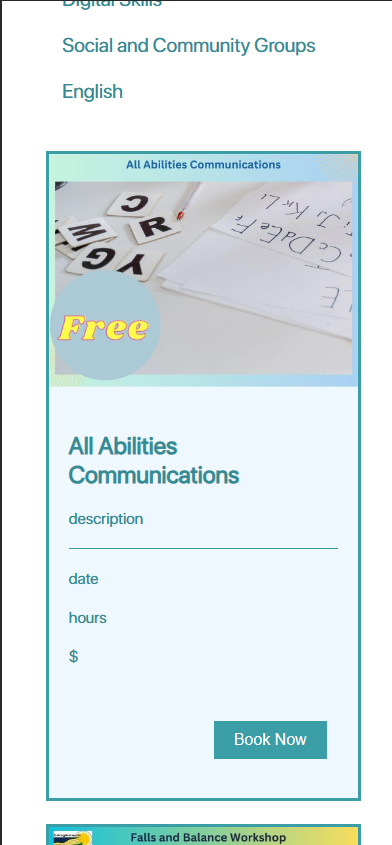 Digital Skills
Social and Community Groups
English
All Abilities Communications
C
M R
G Y
Free
All Abilities
Communications
description
date
hours
$
Book Now
Falls and Balance Workshop